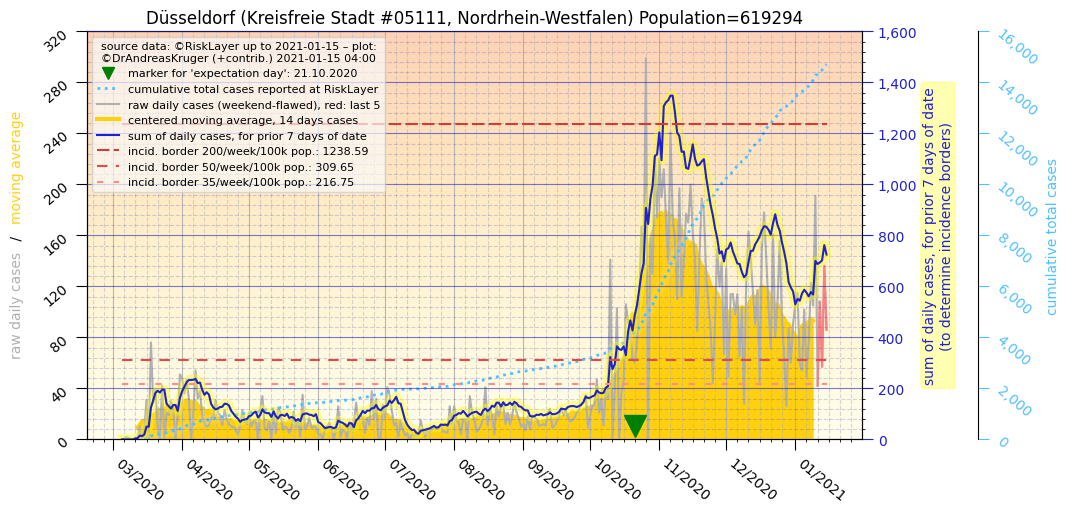 Düsseldorf (Kreisfreie Stadt #05111, Nordrhein-Westfalen) Population=619294
source data: ©RiskLayer up to 2021-01-15 – plot:
©DrAndreasKruger (+contrib.) 2021-01-15 04:00
marker for 'expectation day': 21.10.2020
cumulative total cases reported at RiskLayer
raw daily cases (weekend-flawed), red: last 5
centered moving average, 14 days cases
sum of daily cases, for prior 7 days of date
incid. border 200/week/100k pop.: 1238.59
incid. border 50/week/100k pop.: 309.65
incid. border 35/week/100k pop.: 216.75
raw daily cases / moving average
320
280
240
200
160
120
80
40
0
03/2020
04/2020
05/2020
06/2020
07/2020
08/2020
09/2020
10/2020
11/2020
12/2020
01/2021
1,600
1,400
1,200
1,000
800
600
400
200
0
sum of daily cases, for prior 7 days of date
(to determine incidence borders)
16,000
14,000
12,000
10,000
8,000
6,000
4,000
2,000
0
cumulative total cases